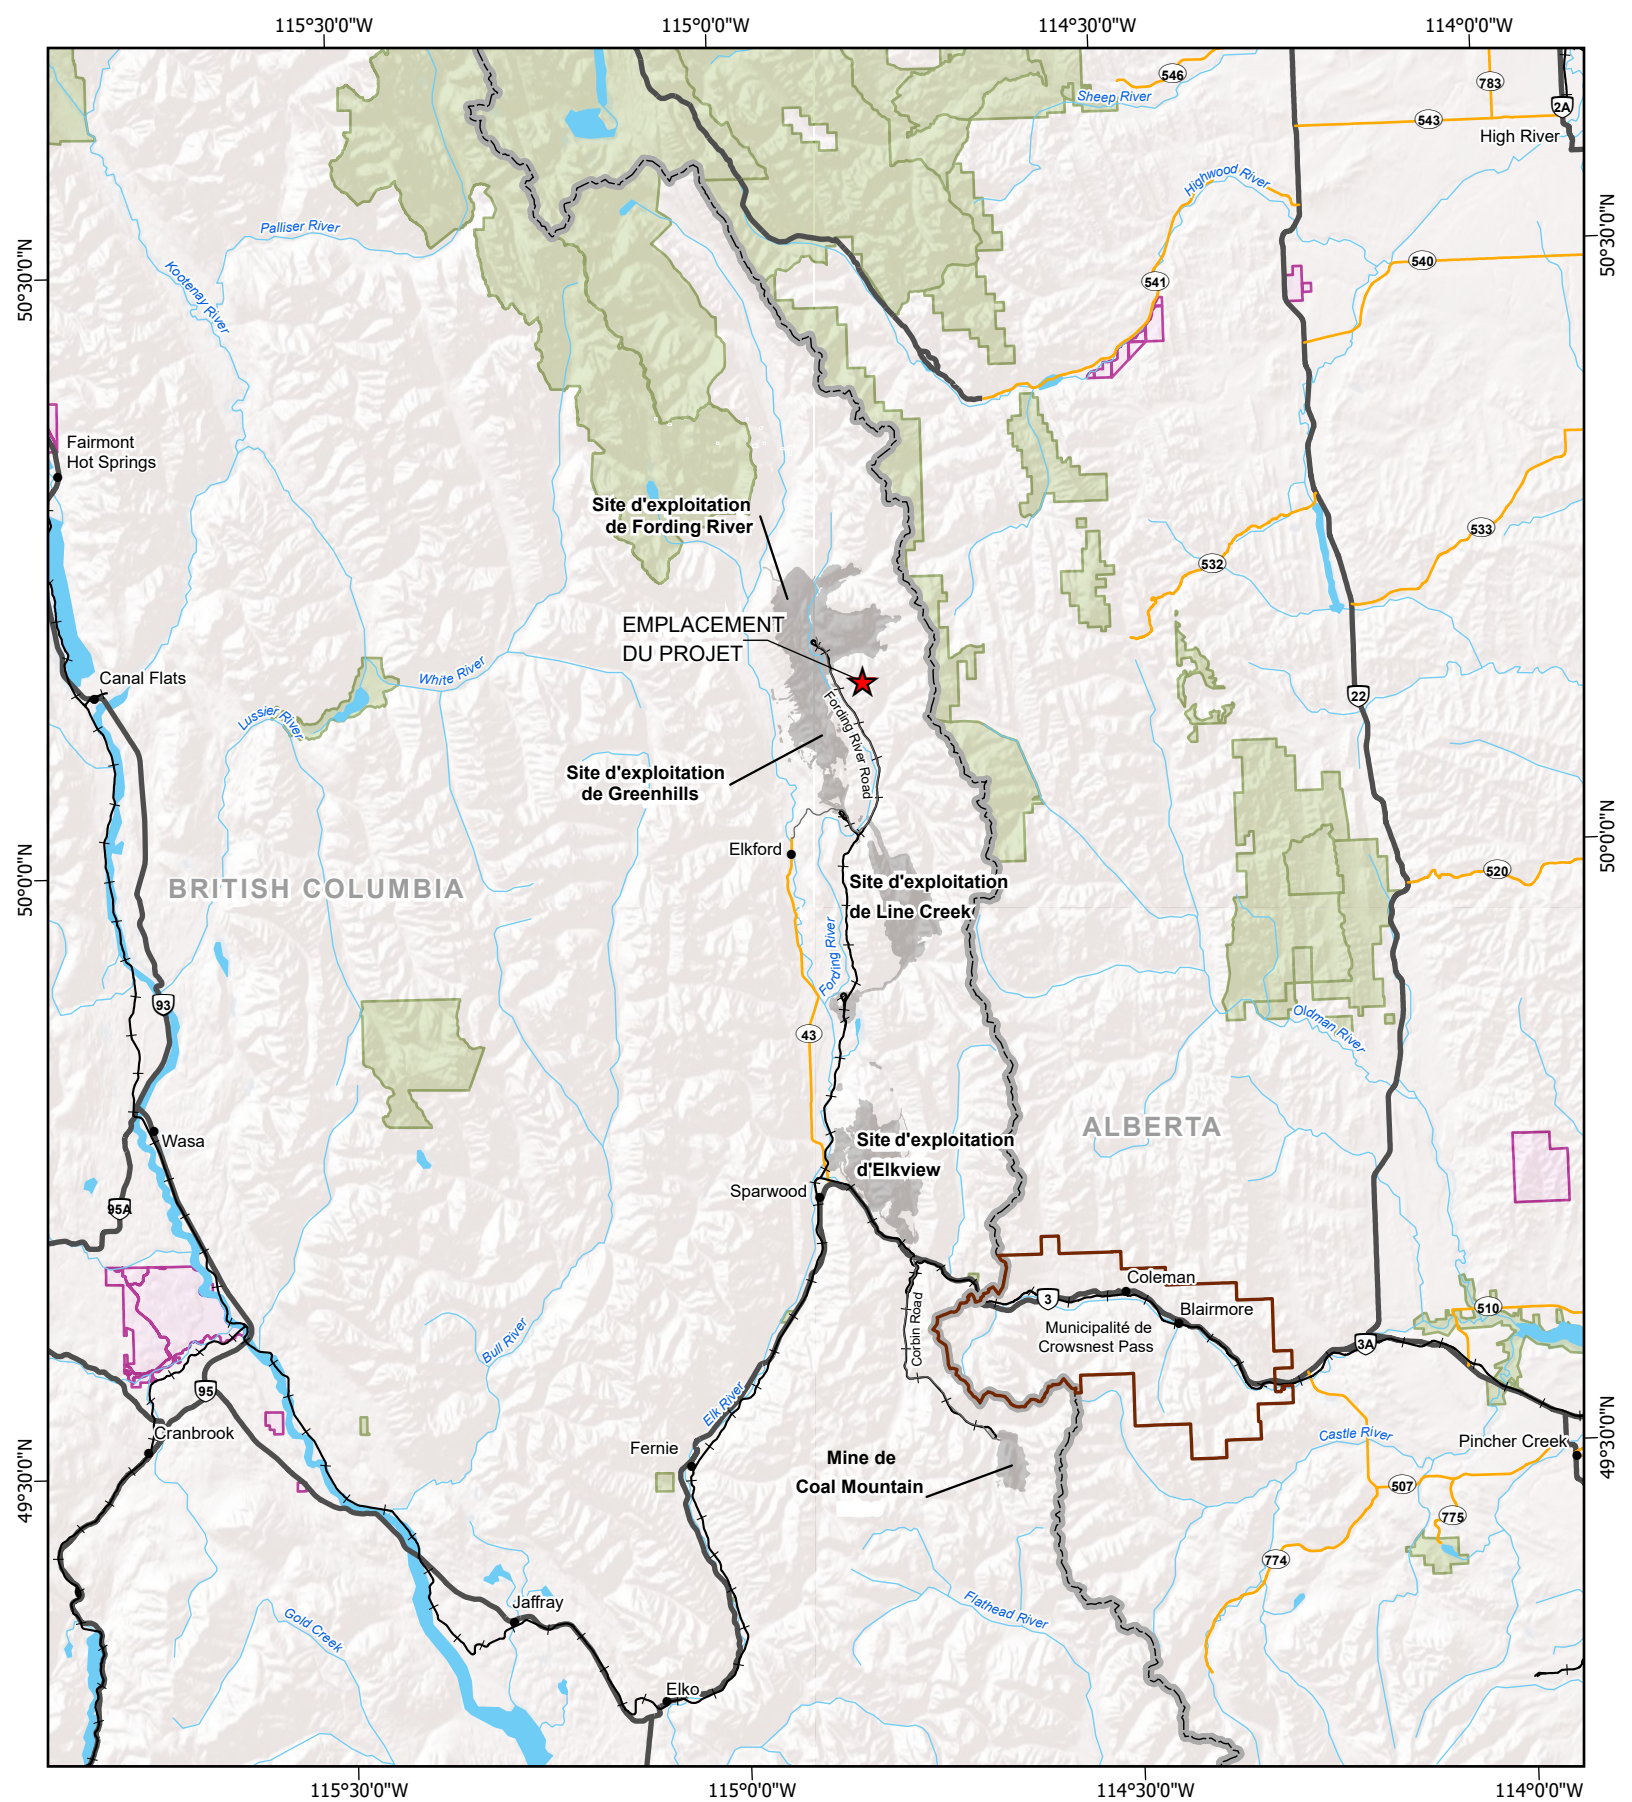 115°30'0"W
115°0'0"W
114°30'0"W
114°0'0"W
546
Sheep River
783
2A
543
High River
Highwood River
Palliser River
50°30'0"N
50°30'0"N
540
Kootenay River
541
Fairmont
Hot Springs
Site d'exploitation
de Fording River
533
532
EMPLACEMENT
DU PROJET
White River
Canal Flats
22
Lussier River
Fording River Road
Site d'exploitation
de Greenhills
50°0'0"N
50°0'0"N
Elkford
520
Site d'exploitation
de Line Creek
BRITISH COLUMBIA
Fording River
93
43
Oldman River
ALBERTA
Wasa
Site d'exploitation
d'Elkview
Sparwood
95A
Coleman
3
Blairmore
510
Municipalité de
Crowsnest Pass
Corbin Road
3A
Bull River
95
Elk River
Cranbrook
Fernie
Castle River
Pincher Creek
49°30'0"N
49°30'0"N
Mine de
Coal Mountain
507
775
774
Jaffray
Flathead River
Gold Creek
Elko
115°30'0"W
115°0'0"W
114°30'0"W
114°0'0"W